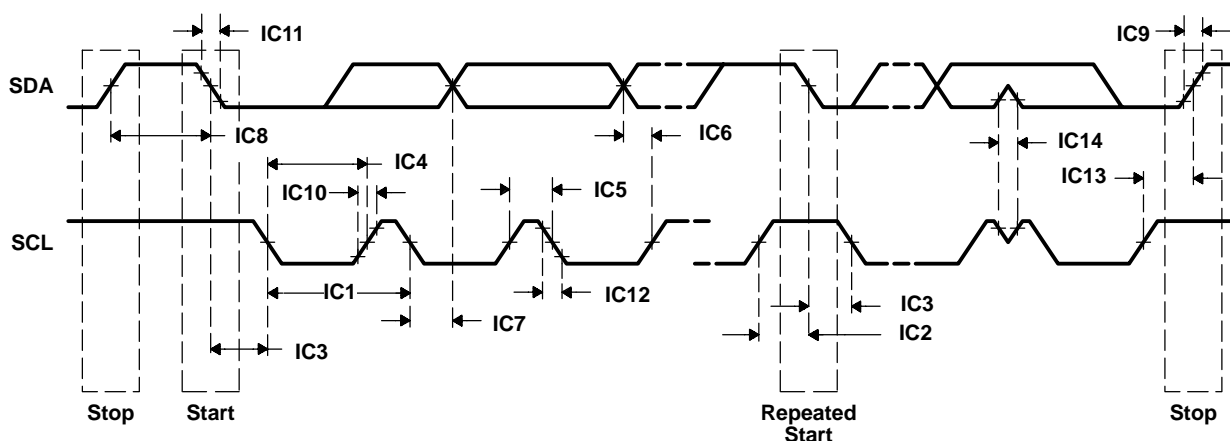 IC11
IC9
SDA
IC8
IC6
IC4
IC14
IC10
IC5
IC13
SCL
IC1
IC12
IC7
IC3
IC2
IC3
Stop
Start
Repeated
Start
Stop